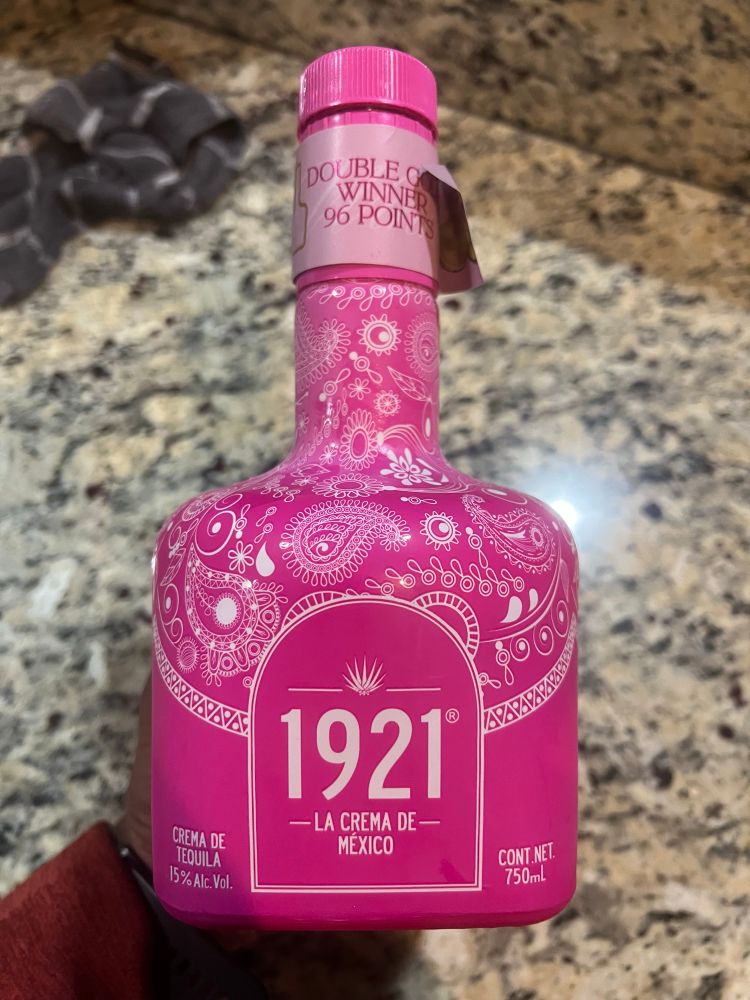 DOUBLE
WINNER
96 POINTS
1921®
LA CREMA DE
MÉXICO
CREMA DE
TEQUILA
15% Alc. Vol.
CONT. NET.
750mL